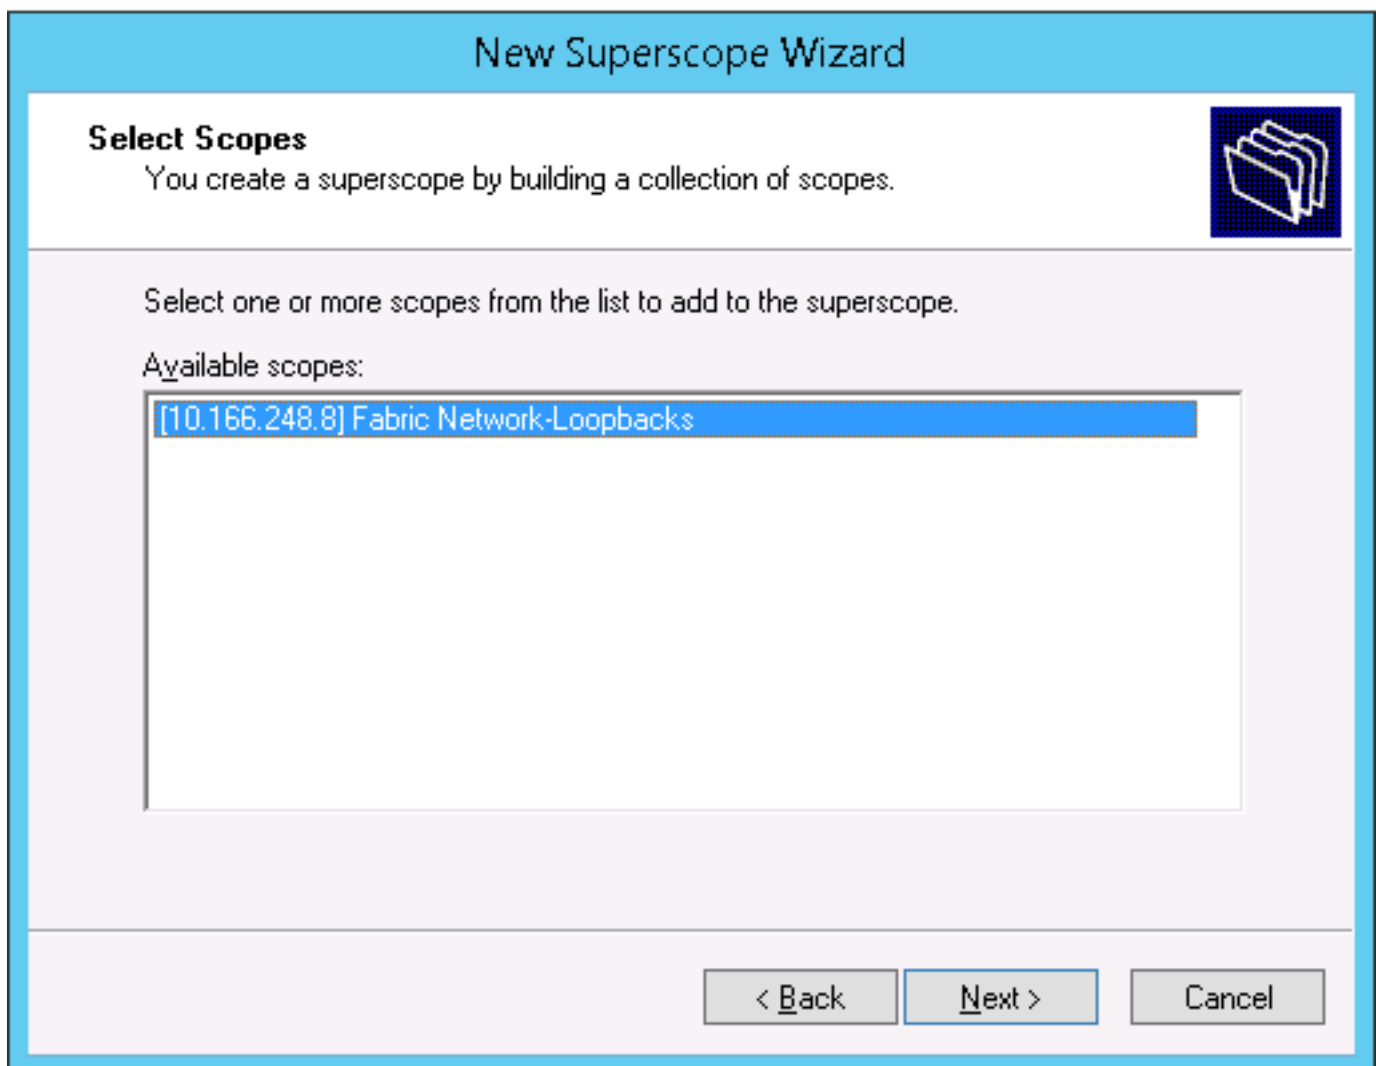 New Superscope Wizard
Select Scopes
You create a superscope by building a collection of scopes.
Select one or more scopes from the list to add to the superscope.
Available scopes:
[10.166.248.8] Fabric Network-Loopbacks
< Back
Next >
Cancel